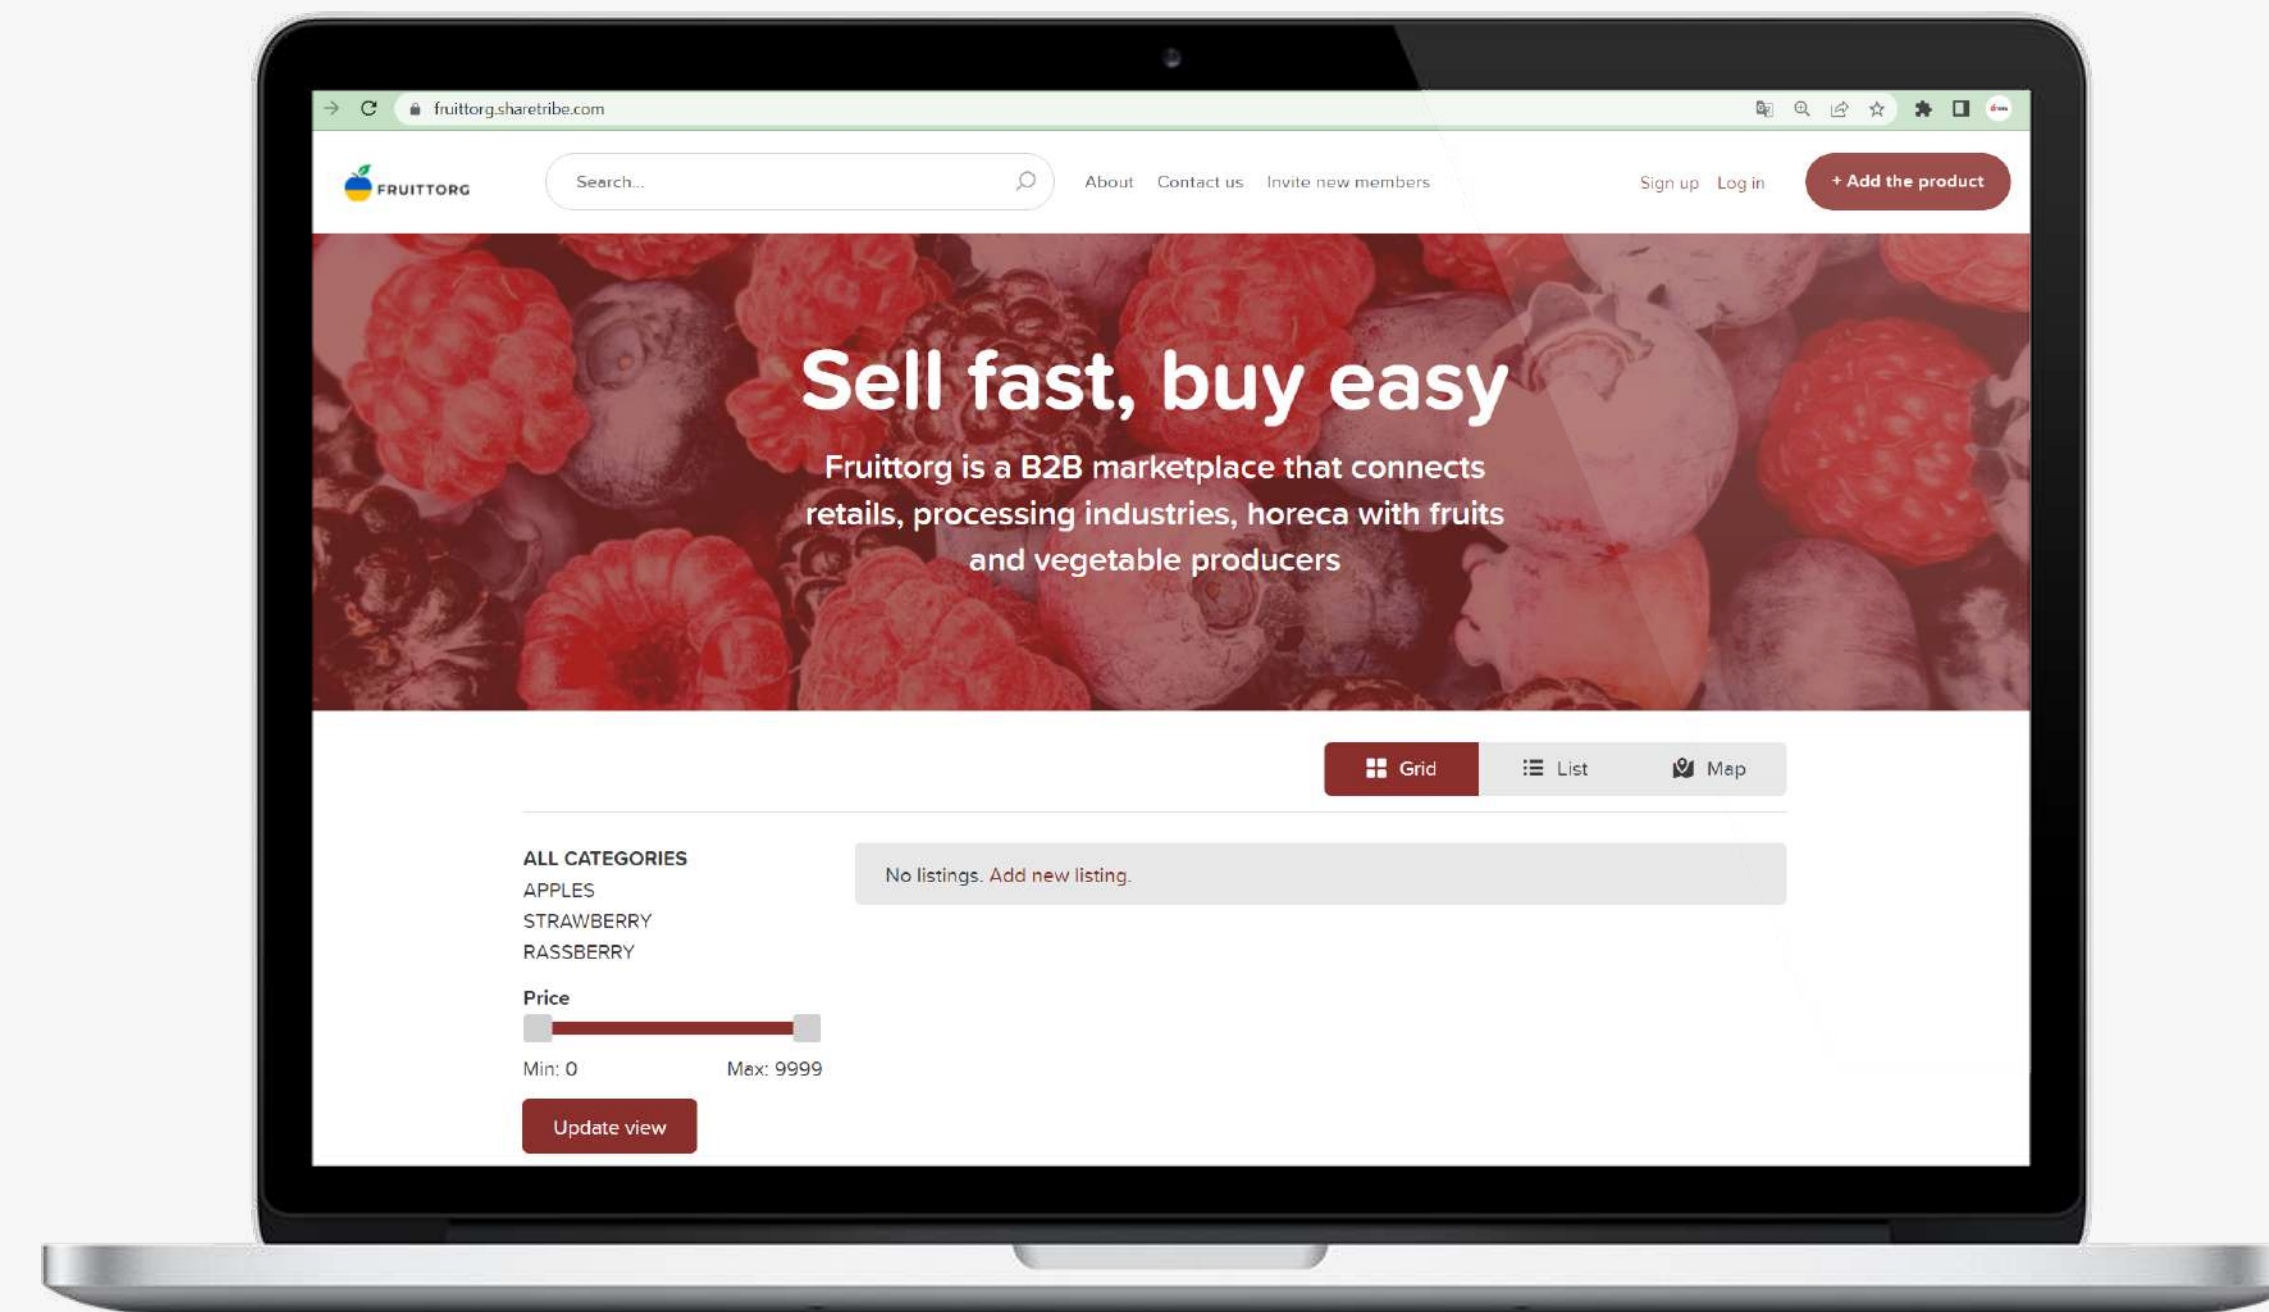 fruittorg.sharetribe.com
FRUITTORG
Search...
About Contact us Invite new members
Sign up Log in
+ Add the product
Sell fast, buy easy
Fruittorg is a B2B marketplace that connects
retails, processing industries, horeca with fruits
and vegetable producers
Grid List Map
ALL CATEGORIES
APPLES
STRAWBERRY
RASSBERRY
No listings. Add new listing.
Price
Min: 0 Max: 9999
Update view